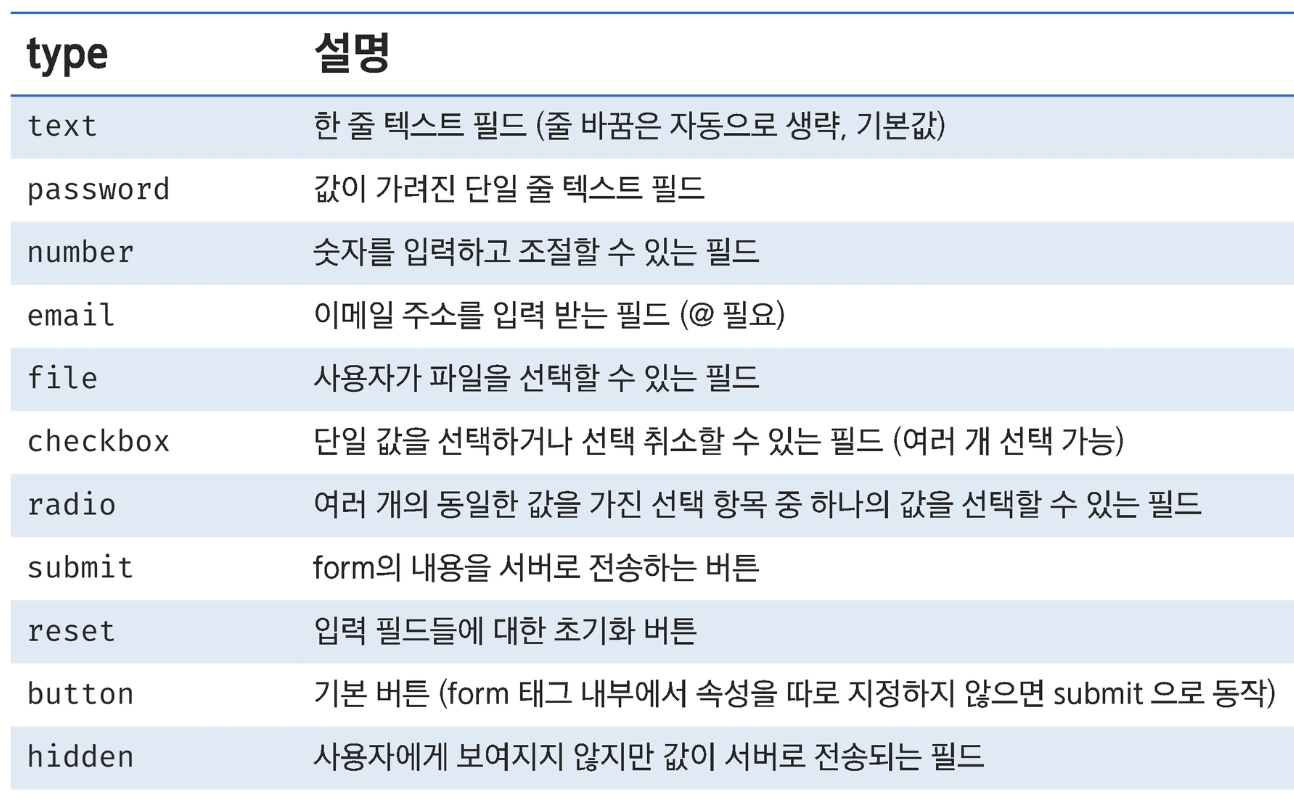 type 설명
text 한 줄 텍스트 필드 (줄 바꿈은 자동으로 생략, 기본값)
password 값이 가려진 단일 줄 텍스트 필드
number 숫자를 입력하고 조절할 수 있는 필드
email 이메일 주소를 입력 받는 필드 (@ 필요)
file 사용자가 파일을 선택할 수 있는 필드
checkbox 단일 값을 선택하거나 선택 취소할 수 있는 필드 (여러 개 선택 가능)
radio 여러 개의 동일한 값을 가진 선택 항목 중 하나의 값을 선택할 수 있는 필드
submit form의 내용을 서버로 전송하는 버튼
reset 입력 필드들에 대한 초기화 버튼
button 기본 버튼 (form 태그 내부에서 속성을 따로 지정하지 않으면 submit 으로 동작)
hidden 사용자에게 보여지지 않지만 값이 서버로 전송되는 필드